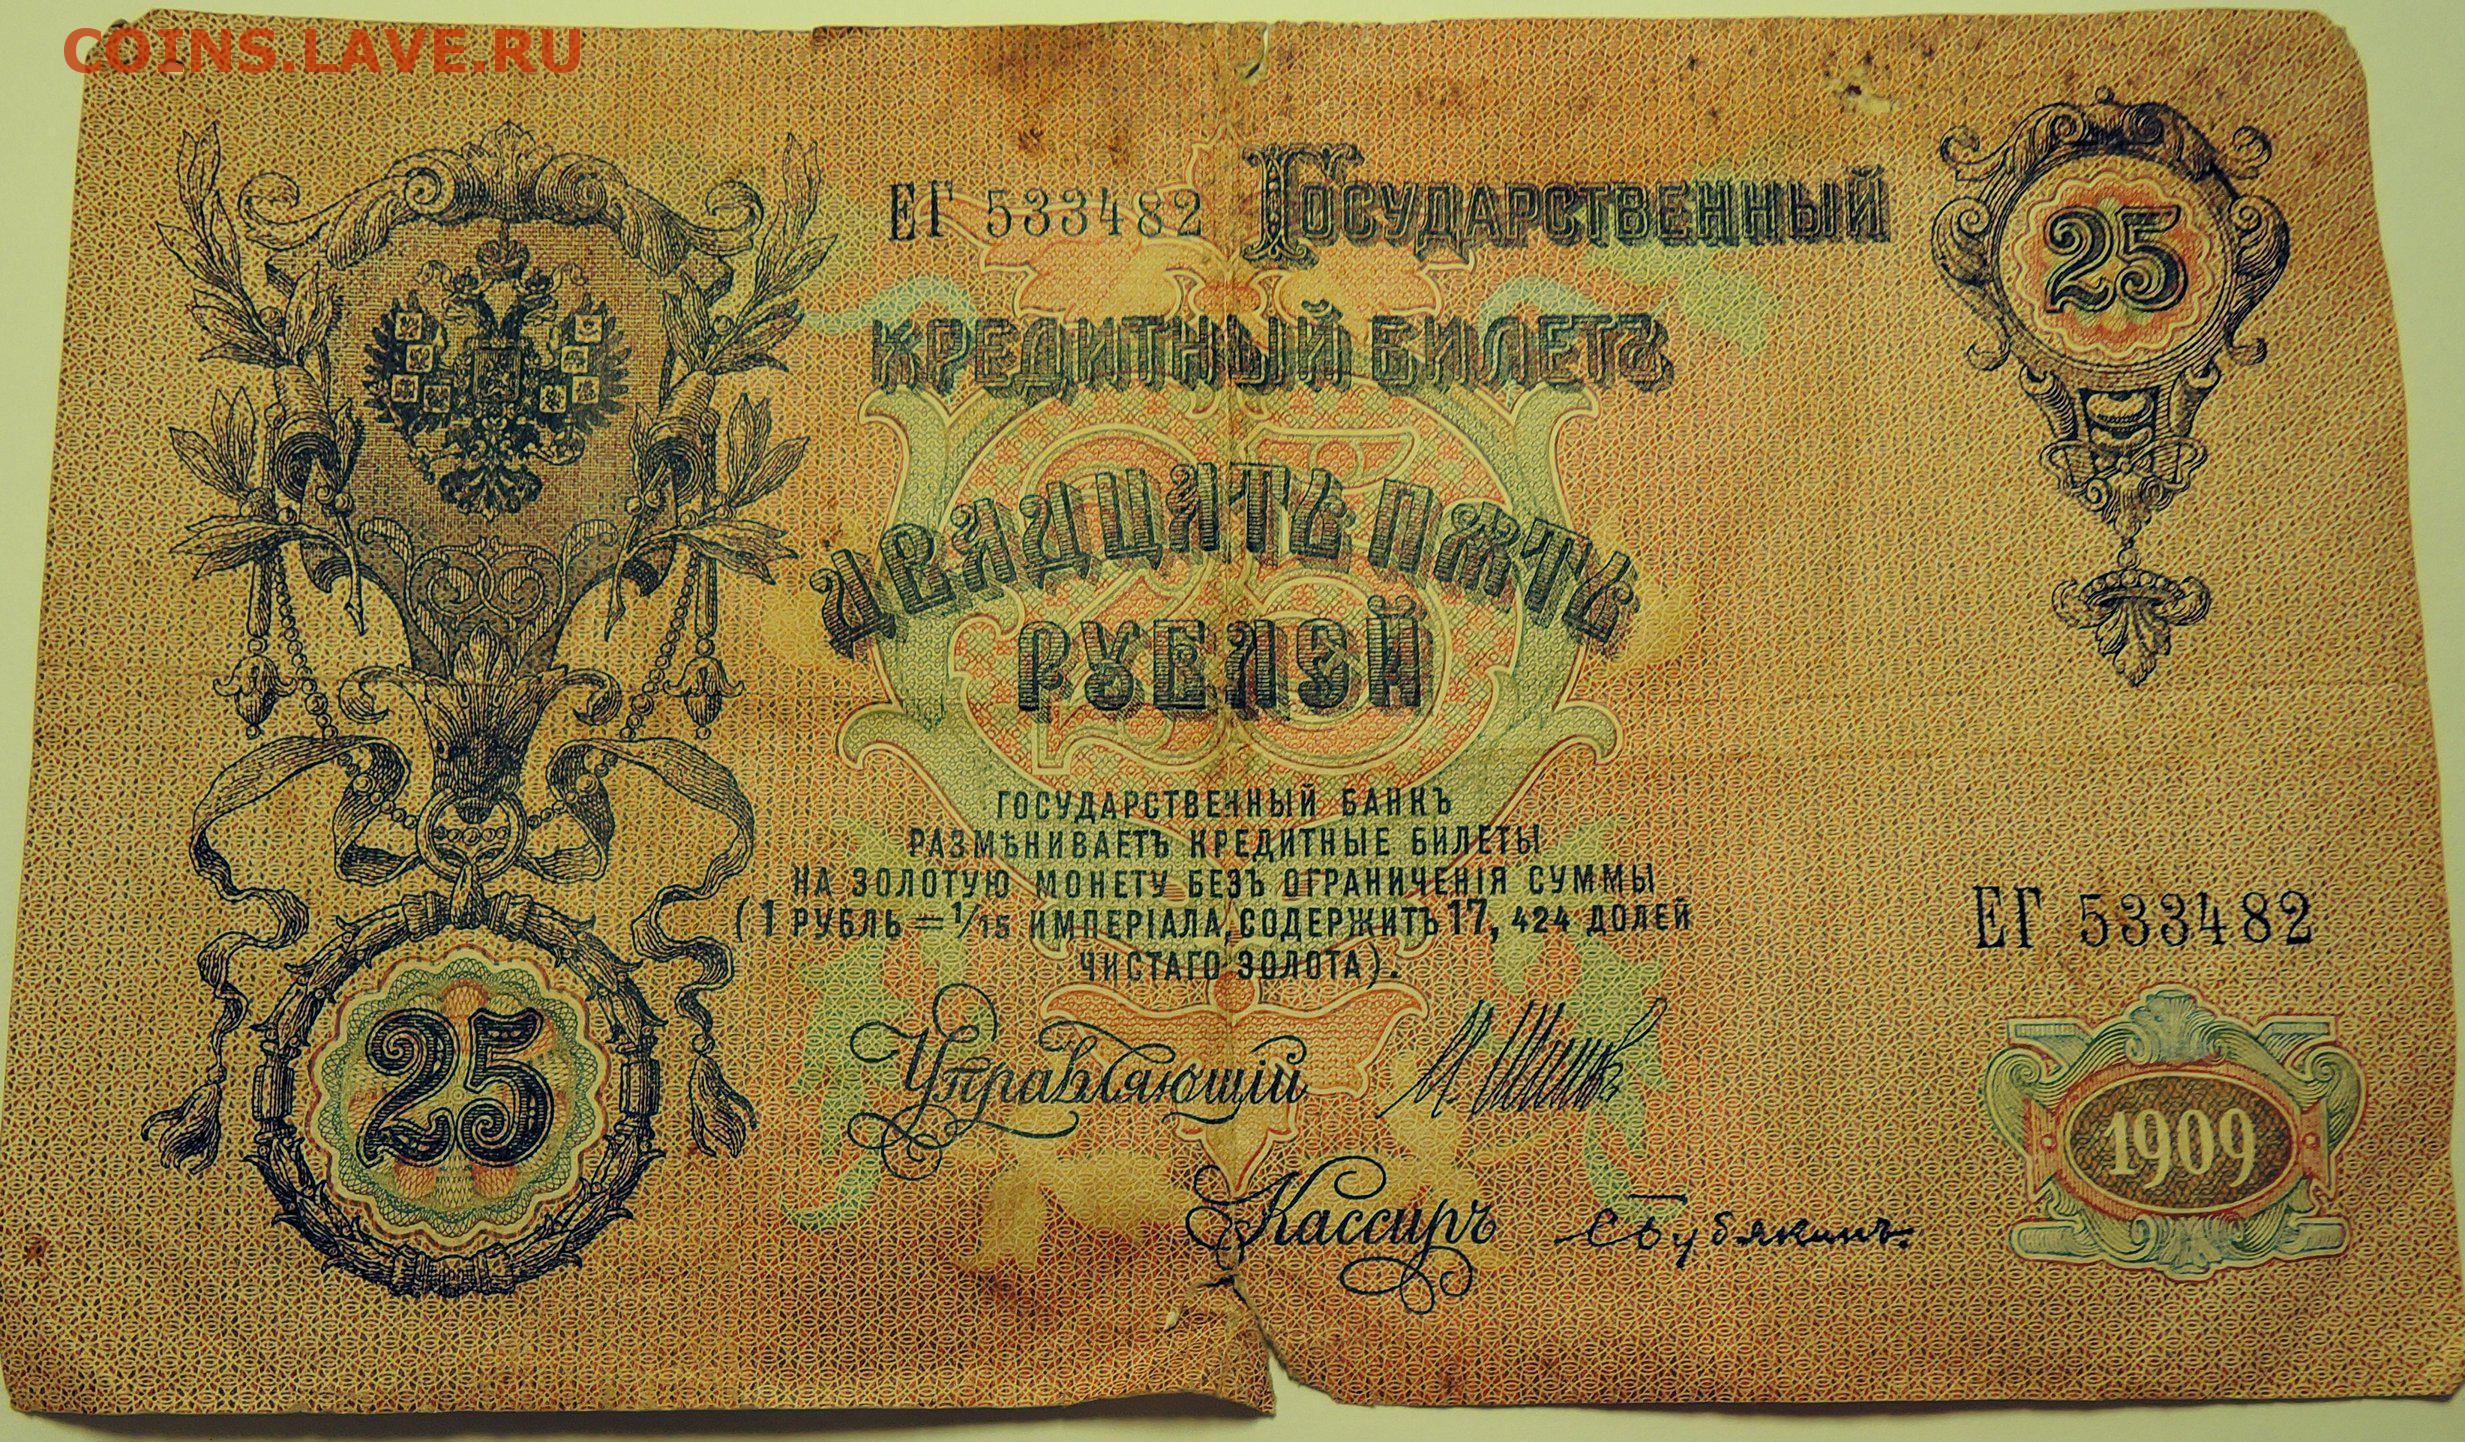 COINS.LAVE.RU
ЕГ 533482 ГОСУДАРСТВЕННЫЙ
25
КРЕДИТНЫЙ БИЛЕТЪ
ДВАДЦАТЬ ПЯТЬ
РУБЛЕЙ
ГОСУДАРСТВЕННЫЙ БАНКЪ
РАЗМѢНИВАЕТЪ КРЕДИТНЫЕ БИЛЕТЫ
НА ЗОЛОТУЮ МОНЕТУ БЕЗЪ ОГРАНИЧЕНІЯ СУММЫ
(1 РУБЛЬ = 1/15 ИМПЕРІАЛА, СОДЕРЖИТЪ 17, 424 ДОЛЕЙ
ЧИСТАГО ЗОЛОТА).
ЕГ 533482
25
Управляющій И Шипов
Кассиръ С Бубякинъ.
1909